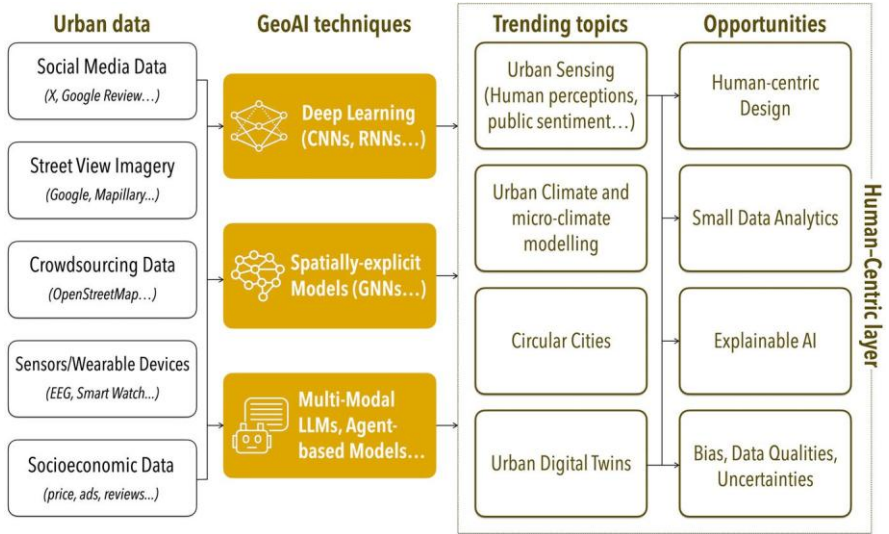 Urban data
Social Media Data
(X, Google Review…)
Street View Imagery
(Google, Mapillary...)
Crowdsourcing Data
(OpenStreetMap…)
Sensors/Wearable Devices
(EEG, Smart Watch...)
Socioeconomic Data
(price, ads, reviews...)
GeoAI techniques
Deep Learning
(CNNs, RNNs…)
Spatially-explicit
Models (GNNs…)
Multi-Modal
LLMs, Agent-
based Models…
Trending topics
Urban Sensing
(Human perceptions,
public sentiment…)
Urban Climate and
micro-climate
modelling
Circular Cities
Urban Digital Twins
Opportunities
Human-centric
Design
Small Data Analytics
Explainable AI
Bias, Data Qualities,
Uncertainties
Human–Centric layer